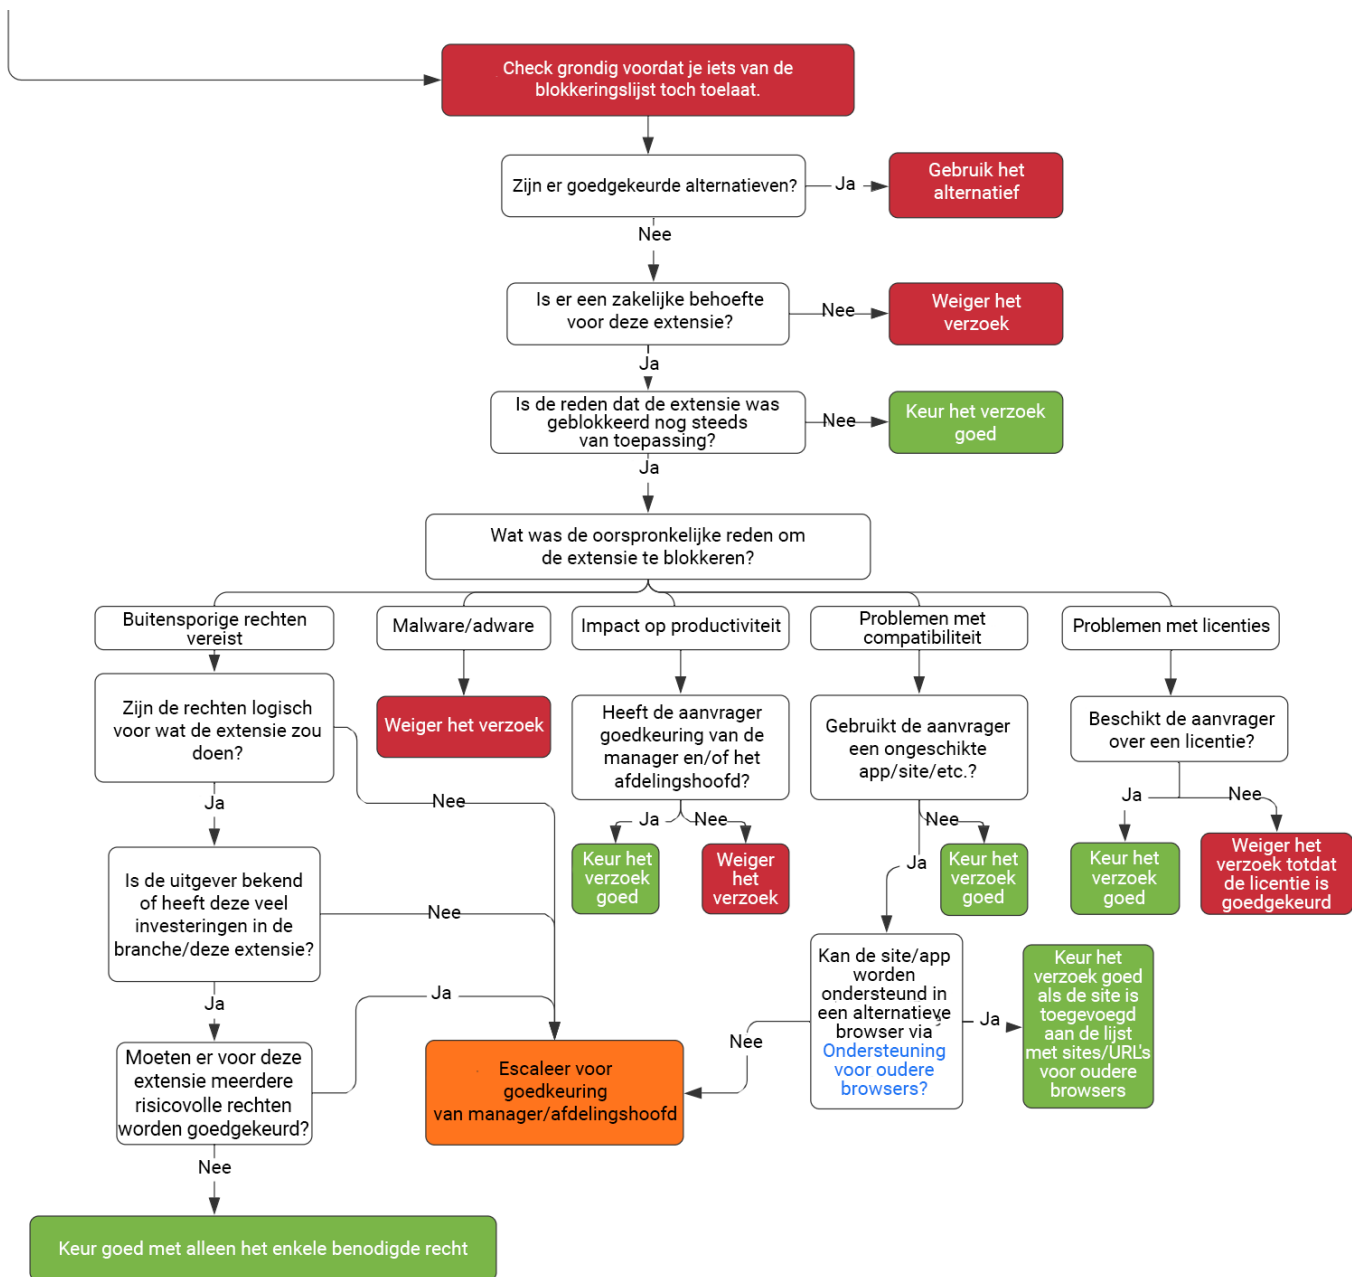 Check grondig voordat je iets van de
blokkeringslijst toch toelaat.
Zijn er goedgekeurde alternatieven?
Ja
Gebruik het
alternatief
Nee
Is er een zakelijke behoefte
voor deze extensie?
Nee
Weiger het
verzoek
Ja
Is de reden dat de extensie was
geblokkeerd nog steeds
van toepassing?
Nee
Keur het verzoek
goed
Ja
Wat was de oorspronkelijke reden om
de extensie te blokkeren?
Buitensporige rechten
vereist
Malware/adware
Impact op productiviteit
Problemen met
compatibiliteit
Problemen met licenties
Zijn de rechten logisch
voor wat de extensie zou
doen?
Weiger het verzoek
Heeft de aanvrager
goedkeuring van de
manager en/of het
afdelingshoofd?
Gebruikt de aanvrager
een ongeschikte
app/site/etc.?
Beschikt de aanvrager
over een licentie?
Ja
Nee
Ja
Nee
Nee
Ja
Ja
Nee
Keur het
verzoek
goed
Weiger
het
verzoek
Keur het
verzoek
goed
Keur het
verzoek
goed
Weiger het
verzoek totdat
de licentie is
goedgekeurd
Is de uitgever bekend
of heeft deze veel
investeringen in de
branche/deze extensie?
Nee
Ja
Ja
Kan de site/app
worden
ondersteund in
een alternatieve
browser via
Ondersteuning
voor oudere
browsers?
Nee
Ja
Keur het
verzoek goed
als de site is
toegevoegd
aan de lijst
met sites/URL's
voor oudere
browsers
Moeten er voor deze
extensie meerdere
risicovolle rechten
worden goedgekeurd?
Escaleer voor
goedkeuring
van manager/afdelingshoofd
Nee
Keur goed met alleen het enkele benodigde recht